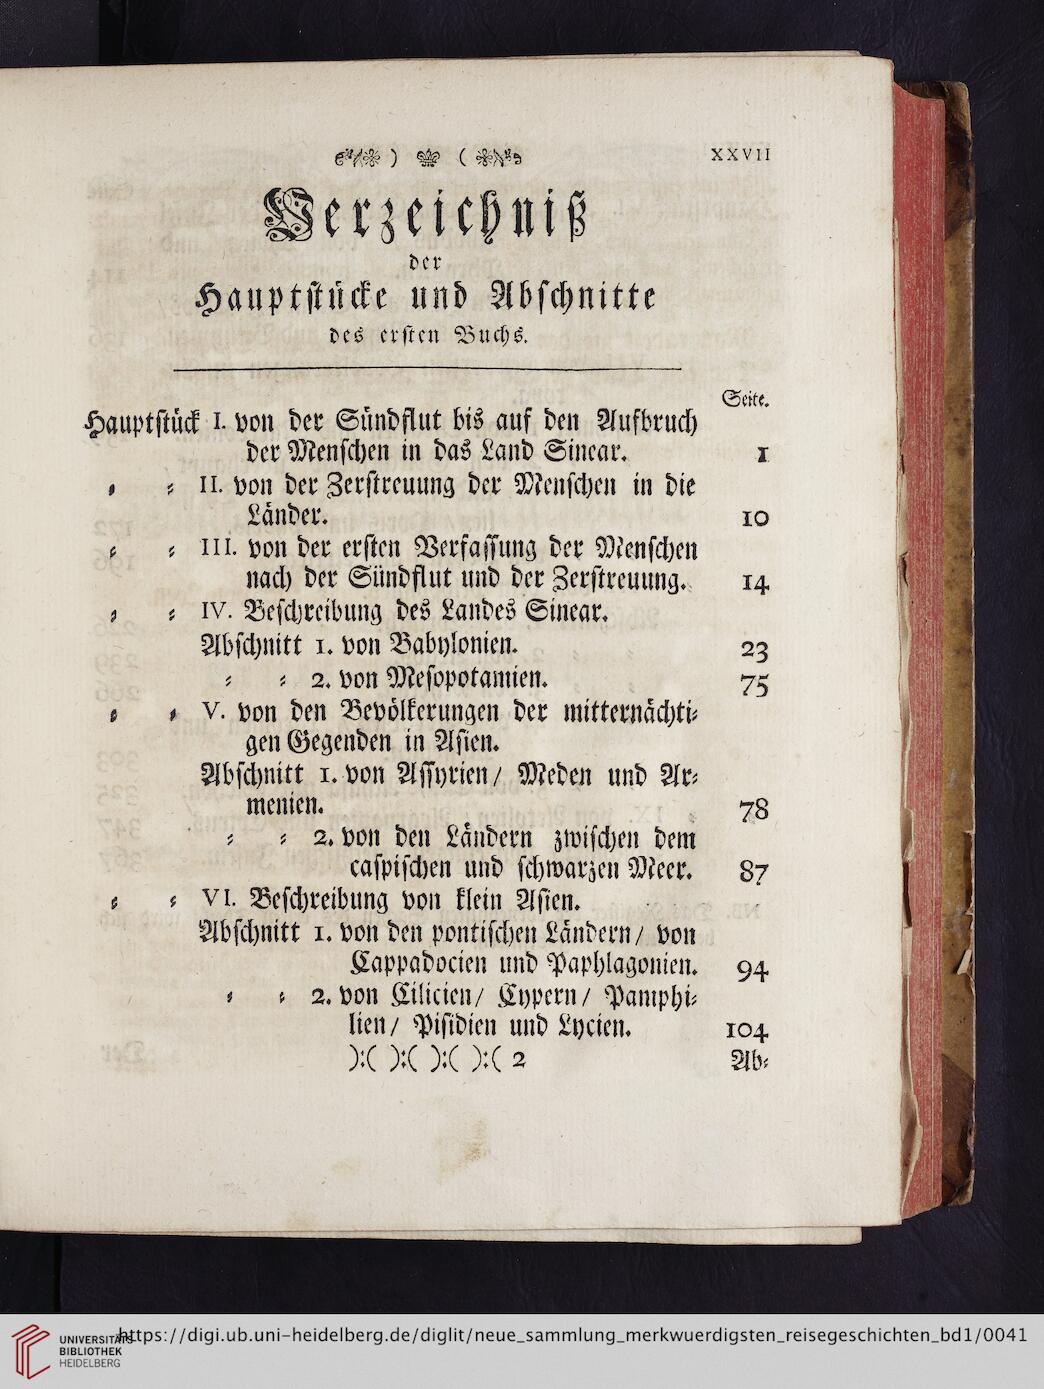 ) ( XXVII
Verzeichniß
der
Hauptstücke und Abschnitte
des ersten Buchs.
Seite.
Hauptstück I. von der Sündflut bis auf den Aufbruch
der Menschen in das Land Sinear. 1
⸗ ⸗ II. von der Zerstreuung der Menschen in die
Länder. 10
⸗ ⸗ III. von der ersten Verfassung der Menschen
nach der Sündflut und der Zerstreuung. 14
⸗ ⸗ IV. Beschreibung des Landes Sinear.
Abschnitt 1. von Babylonien. 23
⸗ ⸗ 2. von Mesopotamien. 75
⸗ ⸗ V. von den Bevölkerungen der mitternächti⸗
gen Gegenden in Asien.
Abschnitt 1. von Assyrien/ Meden und Ar⸗
menien. 78
⸗ ⸗ 2. von den Ländern zwischen dem
caspischen und schwarzen Meer. 87
⸗ ⸗ VI. Beschreibung von klein Asien.
Abschnitt 1. von den pontischen Ländern/ von
Cappadocien und Paphlagonien. 94
⸗ ⸗ 2. von Cilicien/ Cypern/ Pamphi⸗
lien/ Pisidien und Lycien. 104
):( ):( ):( ):( 2 Ab⸗
UNIVERSITÄTS
BIBLIOTHEK
HEIDELBERG
https://digi.ub.uni-heidelberg.de/diglit/neue_sammlung_merkwuerdigsten_reisegeschichten_bd1/0041